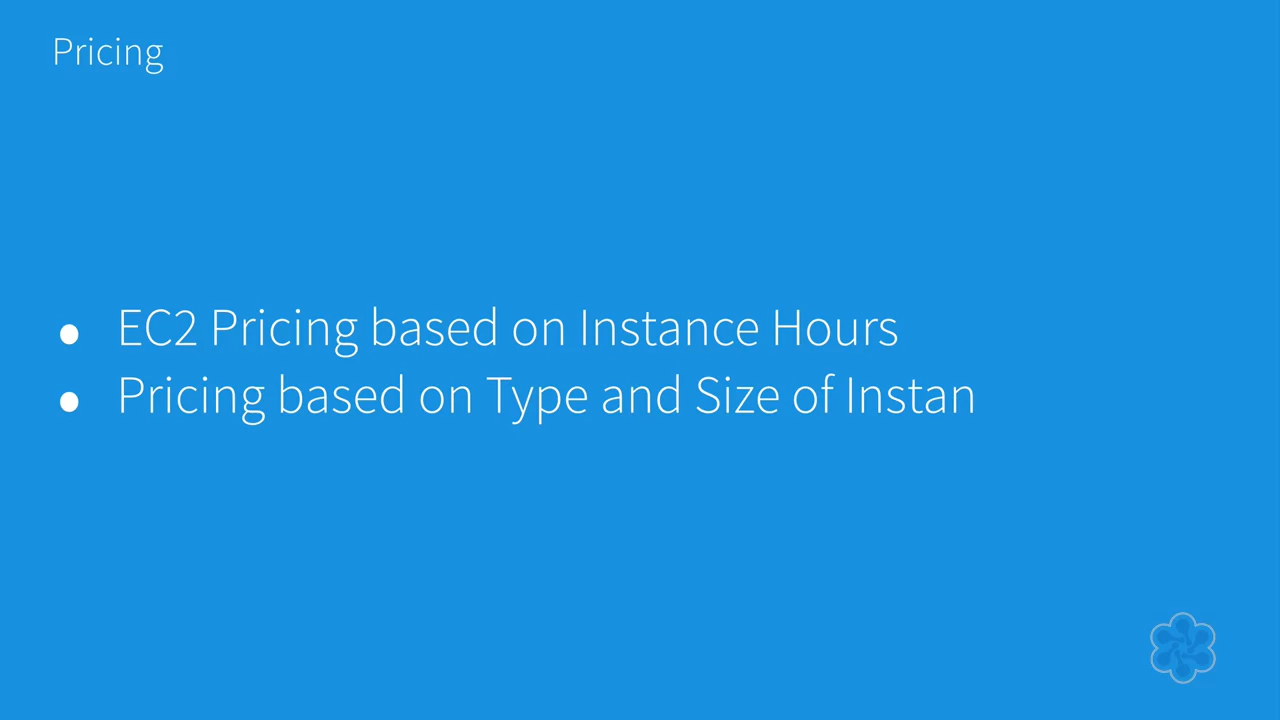 Pricing
● EC2 Pricing based on Instance Hours
● Pricing based on Type and Size of Instan